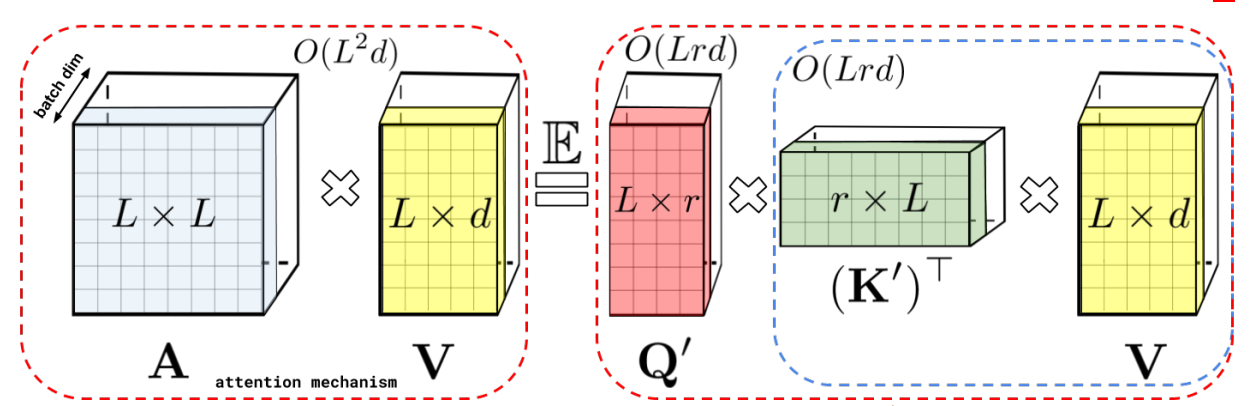 batch dim
O(L²d)
L × L
L × d
A
V
attention mechanism
𝔼
O(Lrd)
O(Lrd)
L × r
r × L
L × d
Q′
(K′)⊤
V